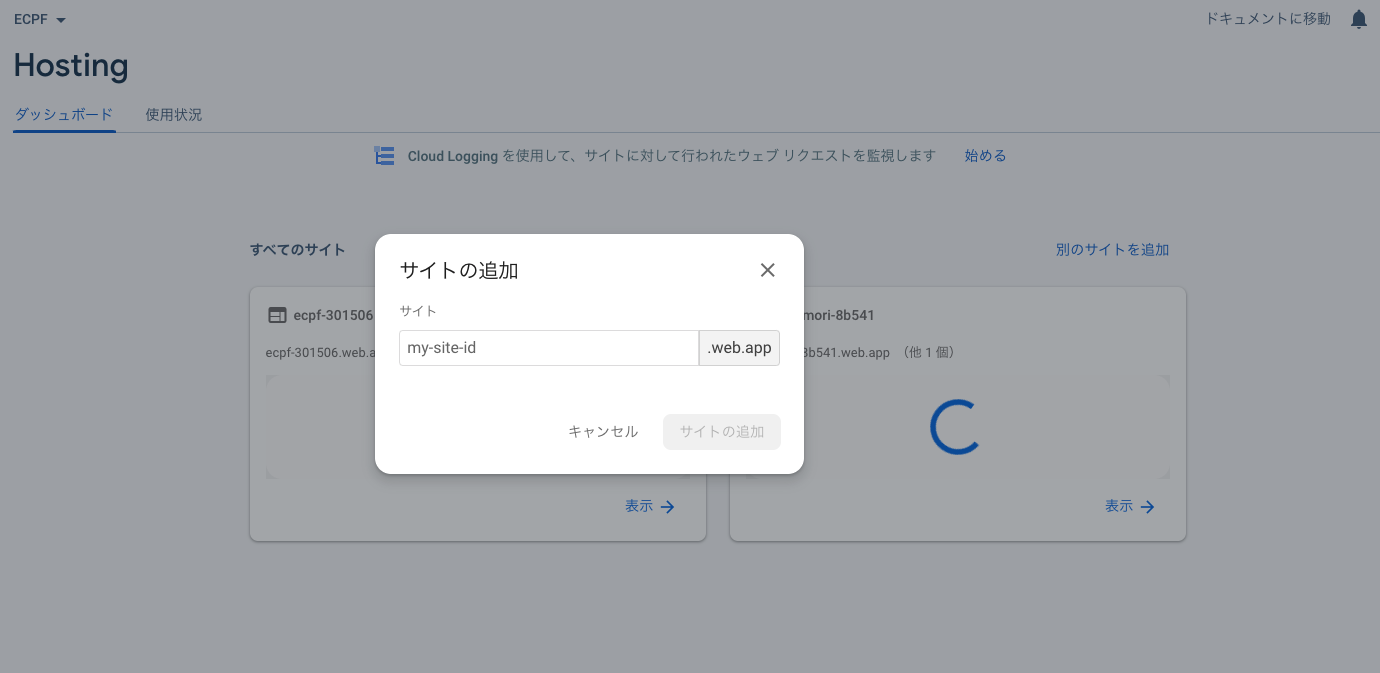 ECPF
ドキュメントに移動
Hosting
ダッシュボード 使用状況
Cloud Logging を使用して、サイトに対して行われたウェブ リクエストを監視します 始める
すべてのサイト
別のサイトを追加
サイトの追加
サイト
my-site-id .web.app
キャンセル サイトの追加
ecpf-301506
ecpf-301506.web.a
表示
mori-8b541
8b541.web.app （他 1 個）
表示